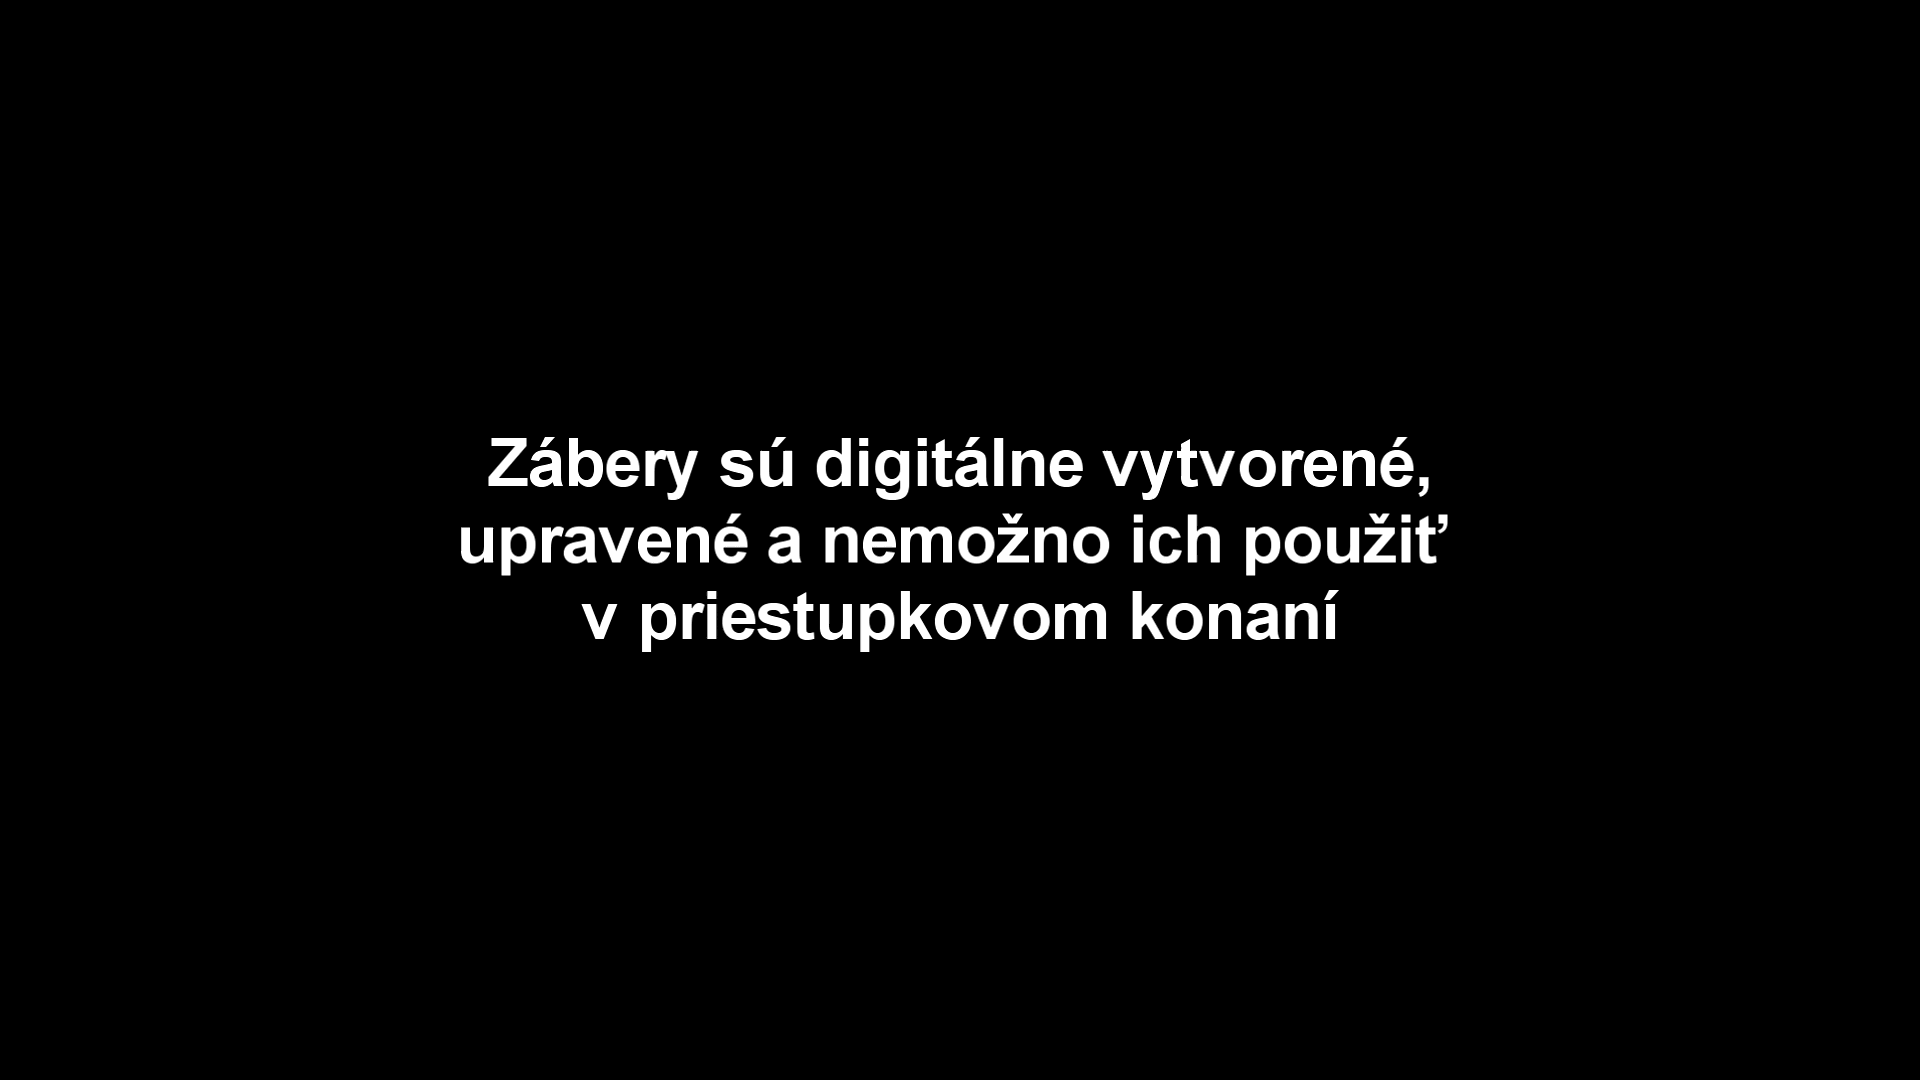 Zábery sú digitálne vytvorené,
upravené a nemožno ich použiť
v priestupkovom konaní